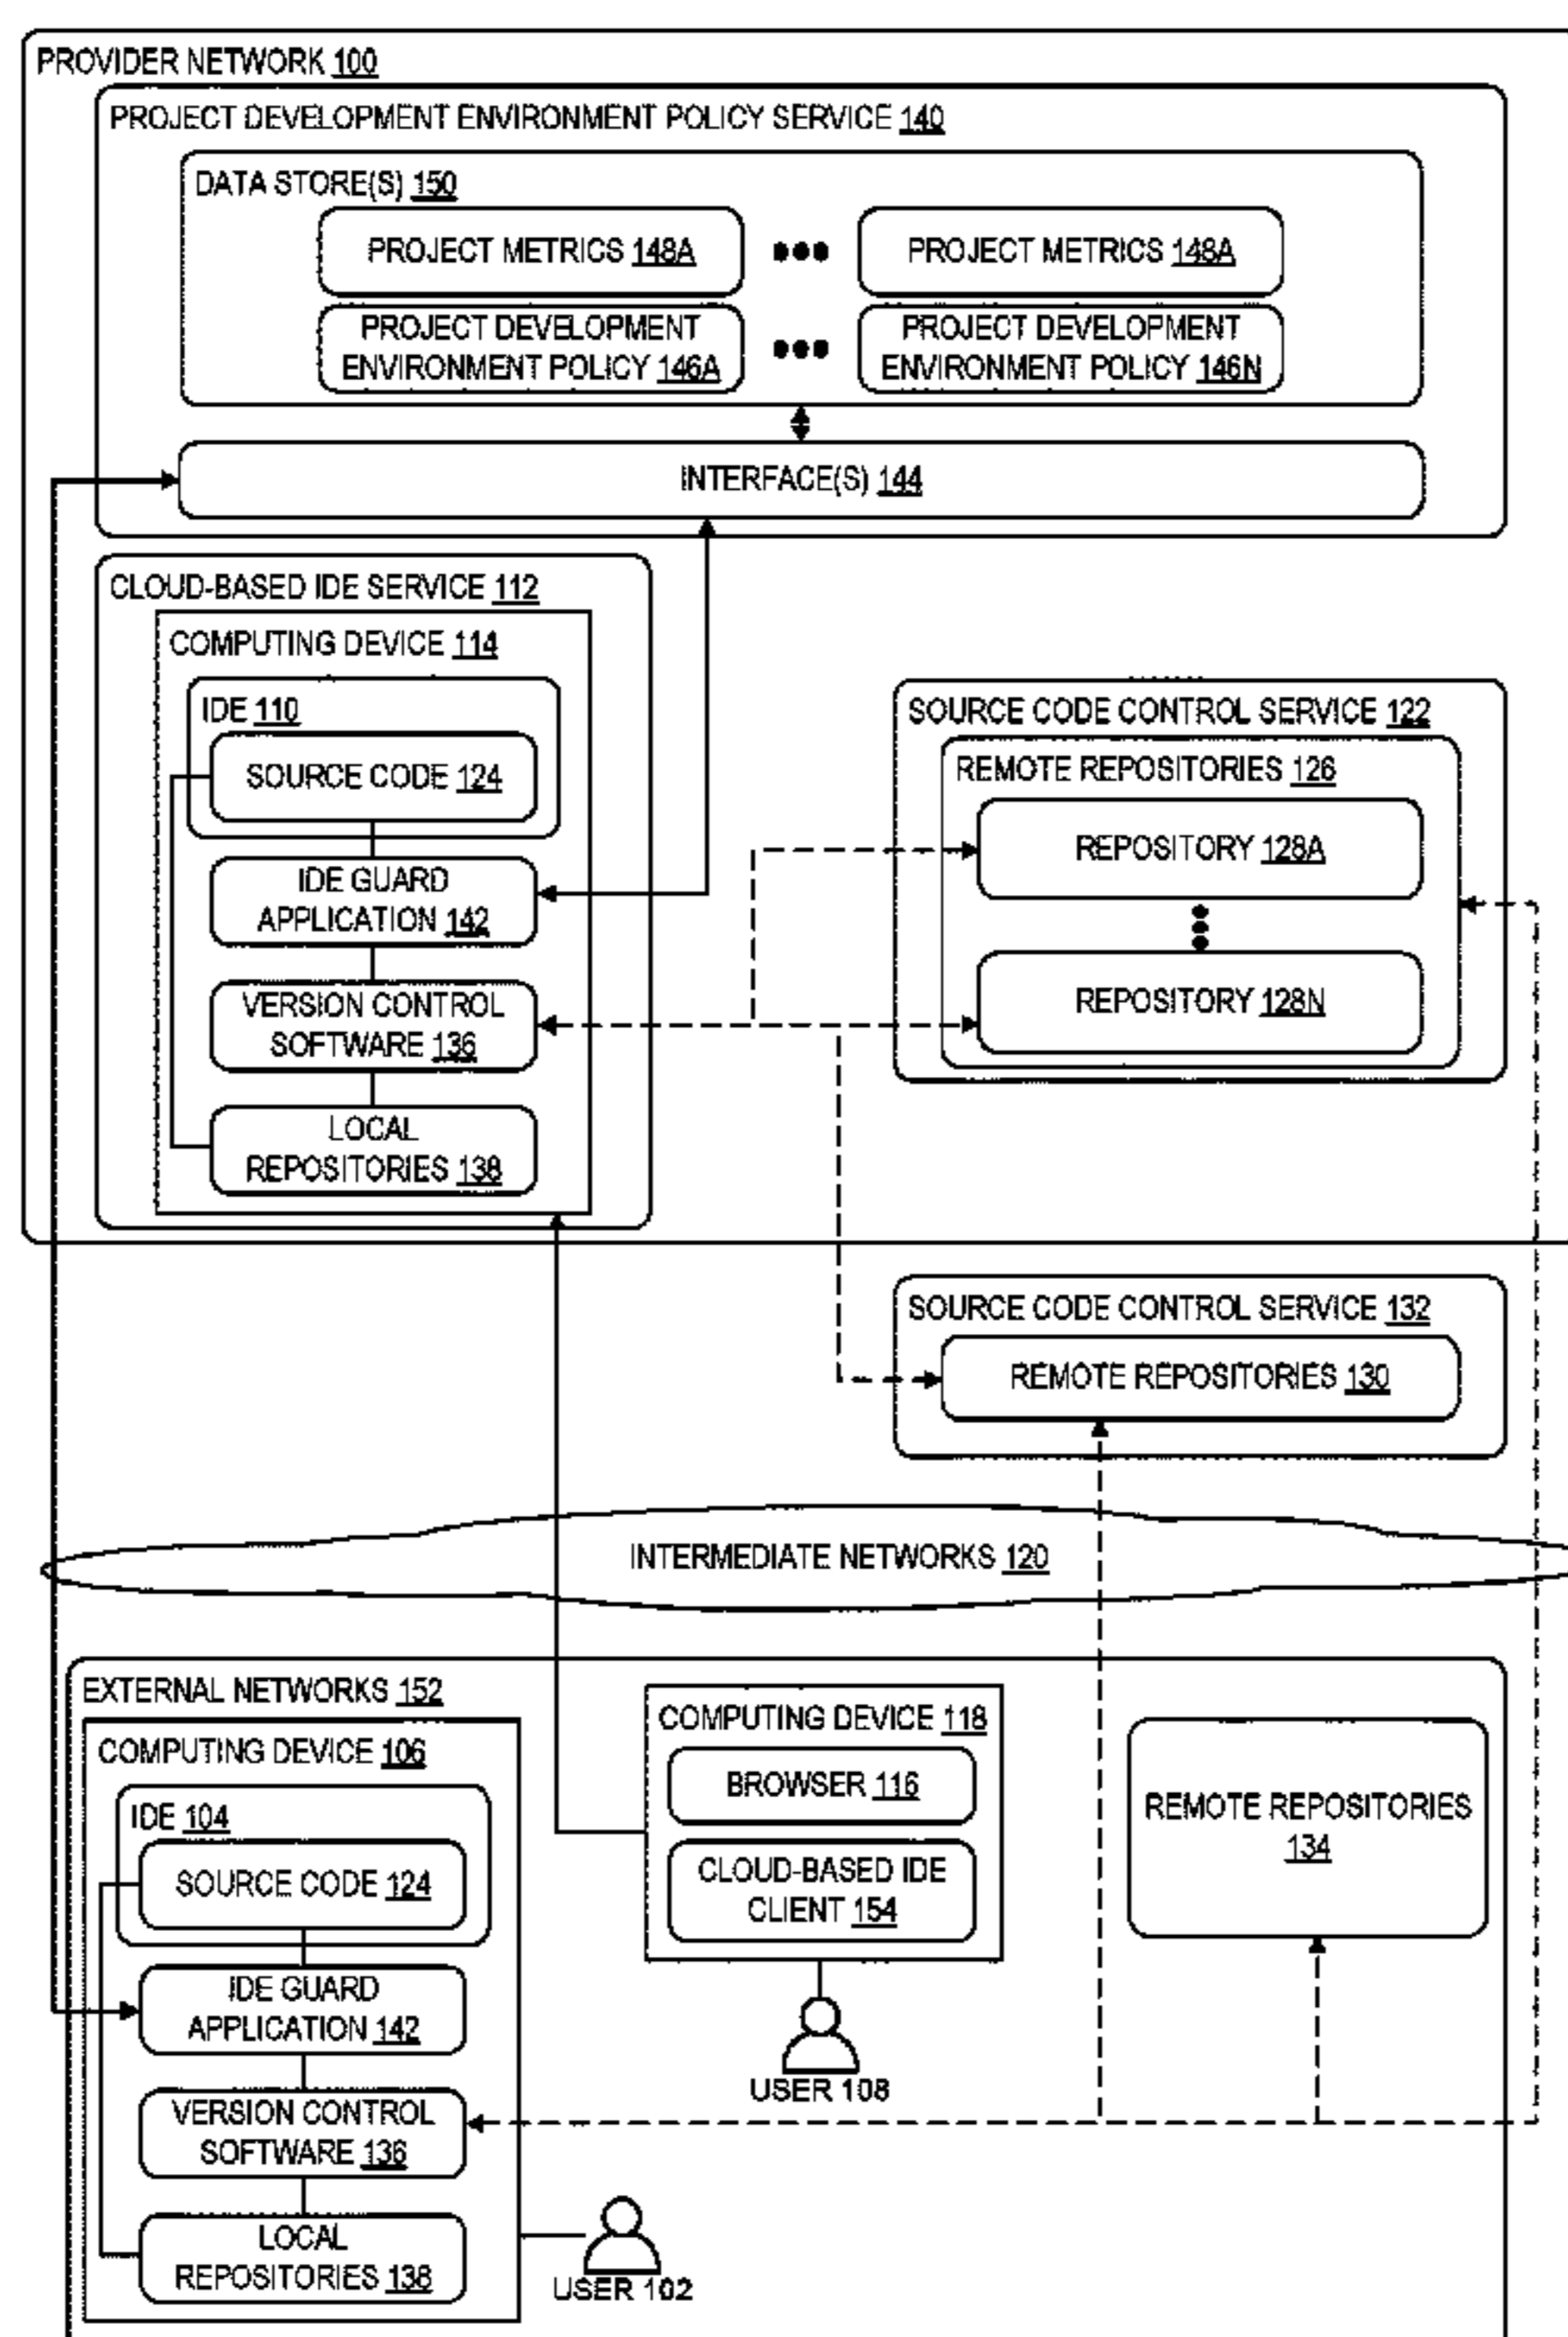 PROVIDER NETWORK 100
PROJECT DEVELOPMENT ENVIRONMENT POLICY SERVICE 140
DATA STORE(S) 150
PROJECT METRICS 148A
PROJECT METRICS 148A
PROJECT DEVELOPMENT
ENVIRONMENT POLICY 146A
PROJECT DEVELOPMENT
ENVIRONMENT POLICY 146N
INTERFACE(S) 144
CLOUD-BASED IDE SERVICE 112
COMPUTING DEVICE 114
IDE 110
SOURCE CODE 124
IDE GUARD
APPLICATION 142
VERSION CONTROL
SOFTWARE 136
LOCAL
REPOSITORIES 138
SOURCE CODE CONTROL SERVICE 122
REMOTE REPOSITORIES 126
REPOSITORY 128A
REPOSITORY 128N
SOURCE CODE CONTROL SERVICE 132
REMOTE REPOSITORIES 130
INTERMEDIATE NETWORKS 120
EXTERNAL NETWORKS 152
COMPUTING DEVICE 106
IDE 104
SOURCE CODE 124
IDE GUARD
APPLICATION 142
VERSION CONTROL
SOFTWARE 136
LOCAL
REPOSITORIES 138
USER 102
COMPUTING DEVICE 118
BROWSER 116
CLOUD-BASED IDE
CLIENT 154
USER 108
REMOTE REPOSITORIES
134